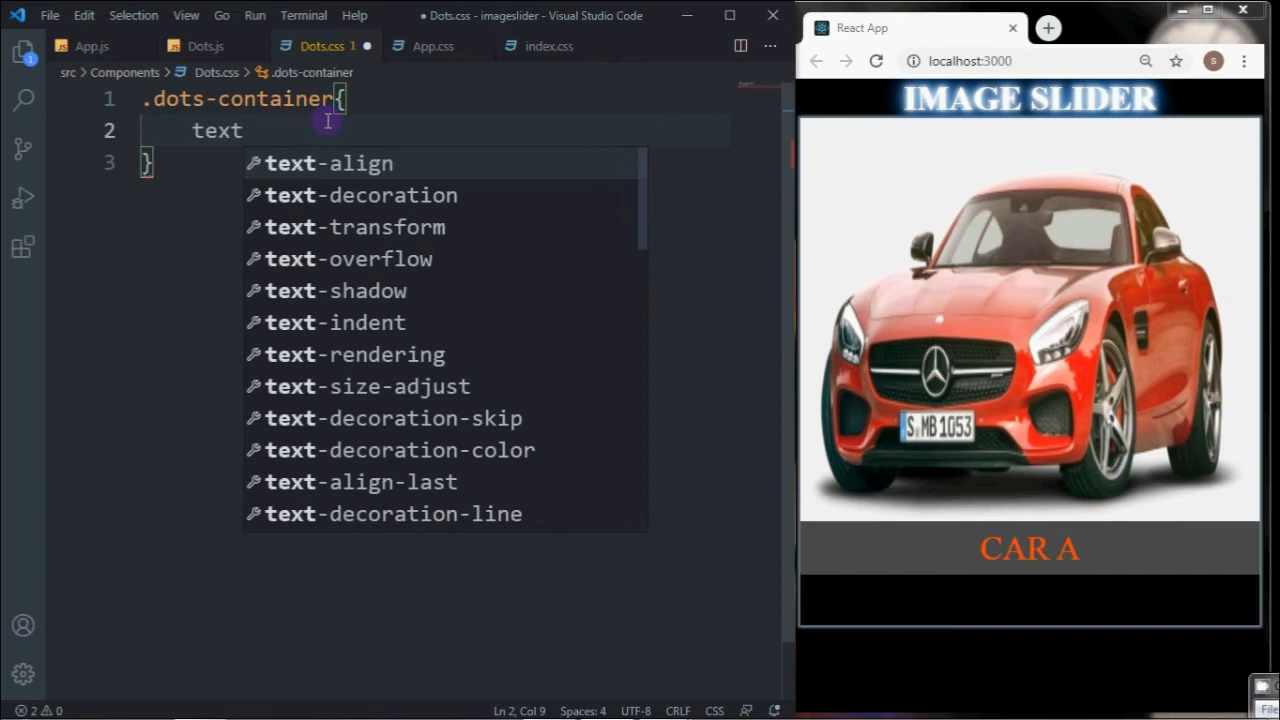 File Edit Selection View Go Run Terminal Help ● Dots.css - imageslider - Visual Studio Code
App.js Dots.js Dots.css 1 ● App.css index.css
src > Components > Dots.css > .dots-container
1 .dots-container{
2 text
3 }
text-align
text-decoration
text-transform
text-overflow
text-shadow
text-indent
text-rendering
text-size-adjust
text-decoration-skip
text-decoration-color
text-align-last
text-decoration-line
1
2 0 Ln 2, Col 9 Spaces: 4 UTF-8 CRLF CSS
React App
localhost:3000
S
IMAGE SLIDER
S MB 1053
CAR A
File